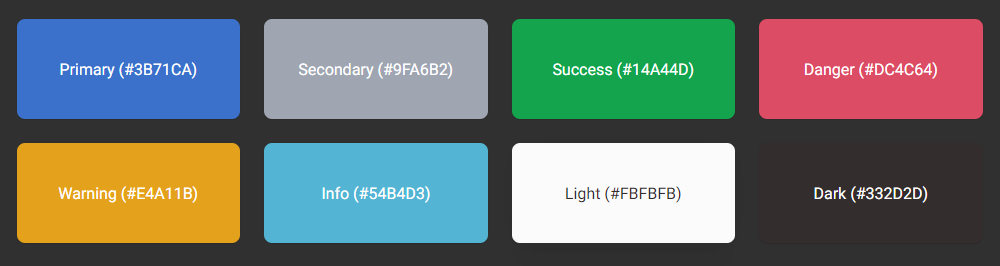 Primary (#3B71CA)
Secondary (#9FA6B2)
Success (#14A44D)
Danger (#DC4C64)
Warning (#E4A11B)
Info (#54B4D3)
Light (#FBFBFB)
Dark (#332D2D)